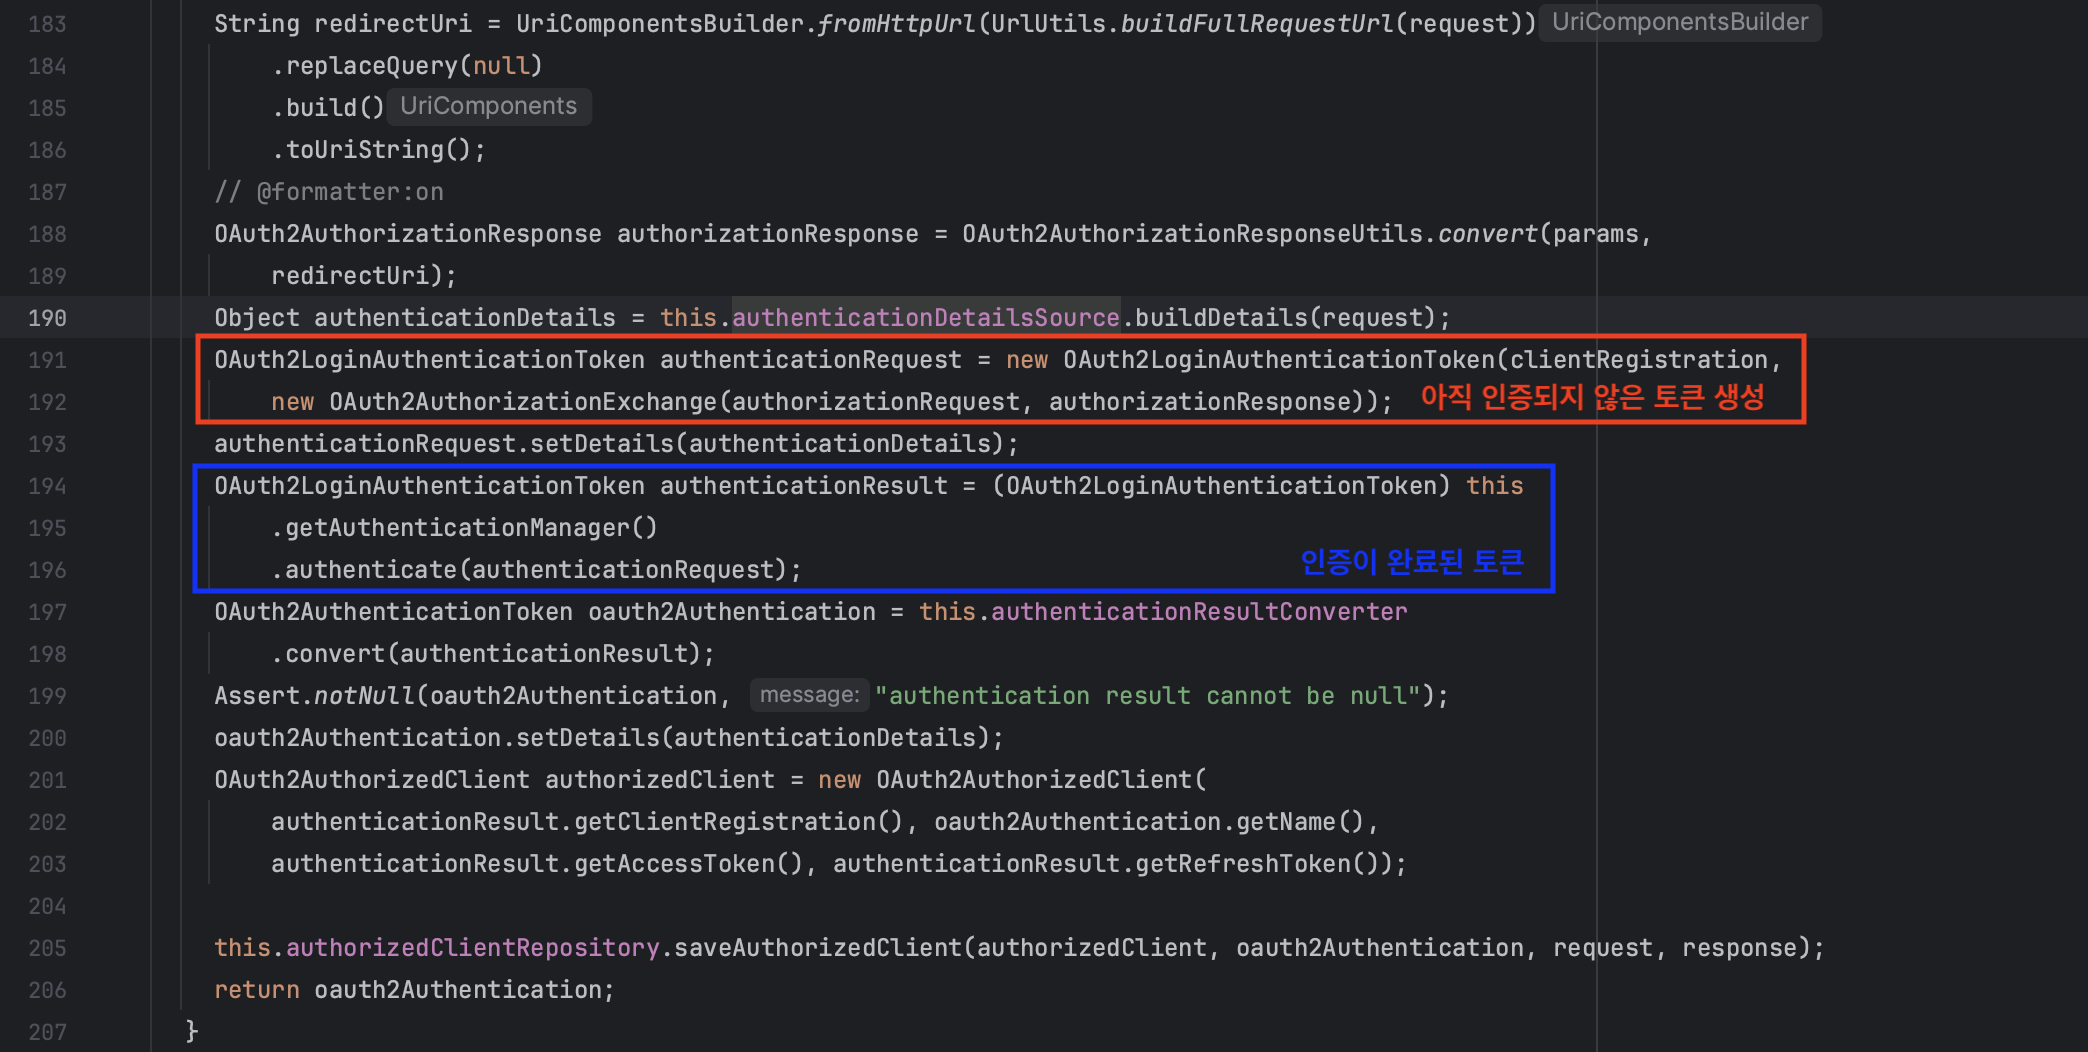 183 String redirectUri = UriComponentsBuilder.fromHttpUrl(UrlUtils.buildFullRequestUrl(request)) UriComponentsBuilder
184 .replaceQuery(null)
185 .build() UriComponents
186 .toUriString();
187 // @formatter:on
188 OAuth2AuthorizationResponse authorizationResponse = OAuth2AuthorizationResponseUtils.convert(params,
189 redirectUri);
190 Object authenticationDetails = this.authenticationDetailsSource.buildDetails(request);
191 OAuth2LoginAuthenticationToken authenticationRequest = new OAuth2LoginAuthenticationToken(clientRegistration,
192 new OAuth2AuthorizationExchange(authorizationRequest, authorizationResponse)); 아직 인증되지 않은 토큰 생성
193 authenticationRequest.setDetails(authenticationDetails);
194 OAuth2LoginAuthenticationToken authenticationResult = (OAuth2LoginAuthenticationToken) this
195 .getAuthenticationManager()
196 .authenticate(authenticationRequest); 인증이 완료된 토큰
197 OAuth2AuthenticationToken oauth2Authentication = this.authenticationResultConverter
198 .convert(authenticationResult);
199 Assert.notNull(oauth2Authentication, message: "authentication result cannot be null");
200 oauth2Authentication.setDetails(authenticationDetails);
201 OAuth2AuthorizedClient authorizedClient = new OAuth2AuthorizedClient(
202 authenticationResult.getClientRegistration(), oauth2Authentication.getName(),
203 authenticationResult.getAccessToken(), authenticationResult.getRefreshToken());
204
205 this.authorizedClientRepository.saveAuthorizedClient(authorizedClient, oauth2Authentication, request, response);
206 return oauth2Authentication;
207 }